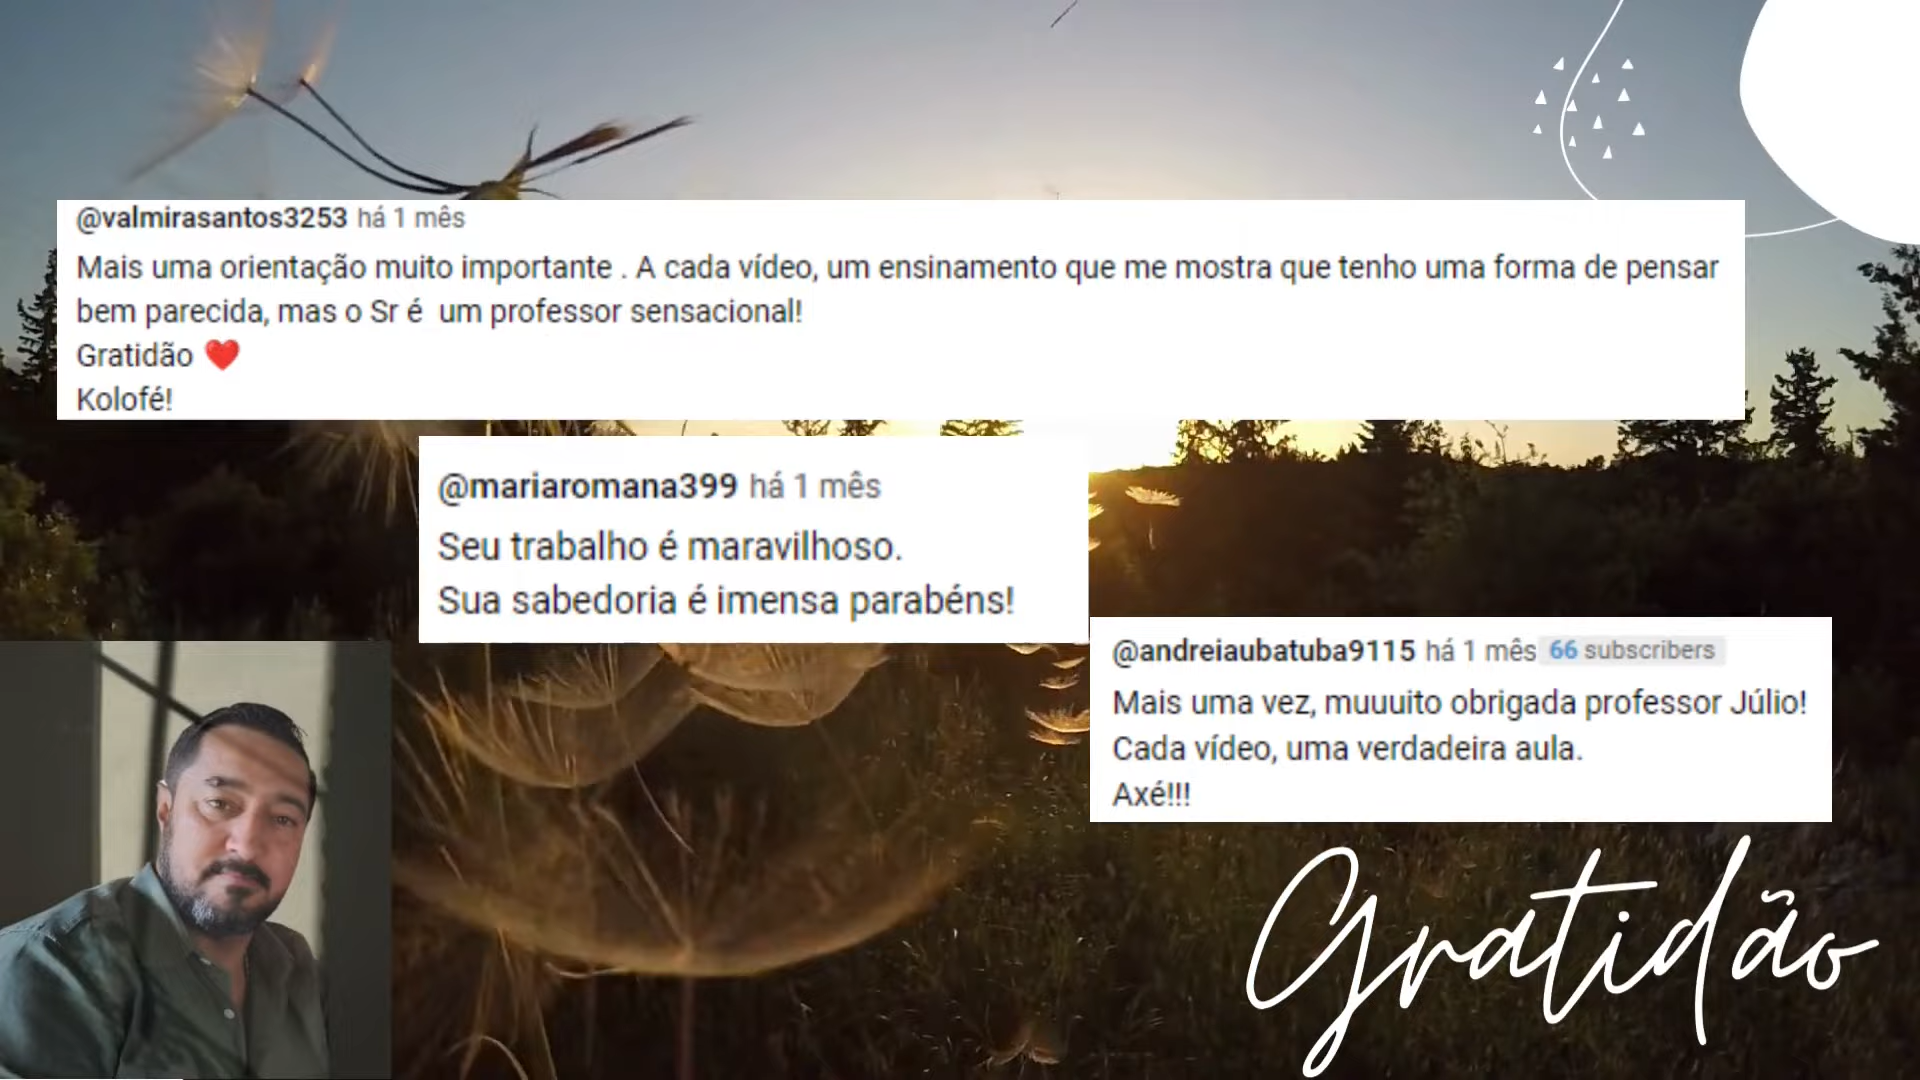 @valmirasantos3253 há 1 mês
Mais uma orientação muito importante . A cada vídeo, um ensinamento que me mostra que tenho uma forma de pensar
bem parecida, mas o Sr é  um professor sensacional!
Gratidão ❤️
Kolofé!
@mariaromana399 há 1 mês
Seu trabalho é maravilhoso.
Sua sabedoria é imensa parabéns!
@andreiaubatuba9115 há 1 mês 66 subscribers
Mais uma vez, muuuito obrigada professor Júlio!
Cada vídeo, uma verdadeira aula.
Axé!!!
Gratidão